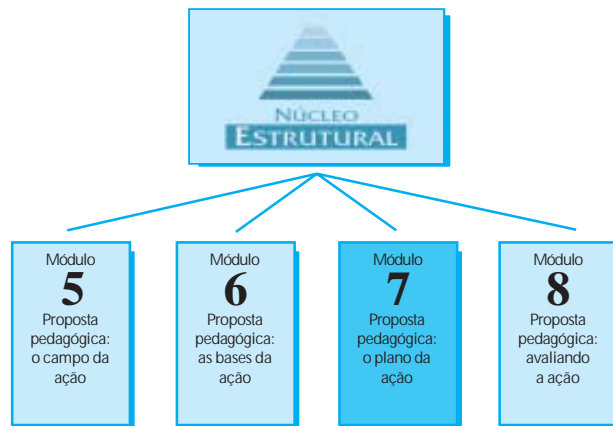 NÚCLEO
ESTRUTURAL
Módulo
5
Proposta
pedagógica:
o campo da
ação
Módulo
6
Proposta
pedagógica:
as bases da
ação
Módulo
7
Proposta
pedagógica:
o plano da
ação
Módulo
8
Proposta
pedagógica:
avaliando
a ação